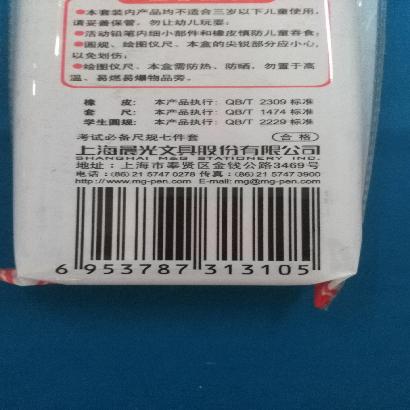 ●本套装内产品均不适合三岁以下儿童使用,
请妥善保管,勿让幼儿玩耍;
●活动铅笔内细小部件和橡皮慎防儿童吞食;
●圆规、绘图仪尺、本盒的尖锐部分应小心,
以免划伤;
●绘图仪尺、本盒需防热、防晒,勿置于高
温、易燃易爆物品旁。
橡 皮: 本产品执行: QB/T 2309 标准
套 尺: 本产品执行: QB/T 1474 标准
学生圆规: 本产品执行: QB/T 2229 标准
考试必备尺规七件套 合格
上海晨光文具股份有限公司
SHANGHAI M&G STATIONERY INC.
地址:上海市奉贤区金钱公路3469号
电话:(86) 21 5747 0278 传真:(86) 21 5747 3900
http://www.mg-pen.com E-mail: mg@mg-pen.com
6 953787 313105